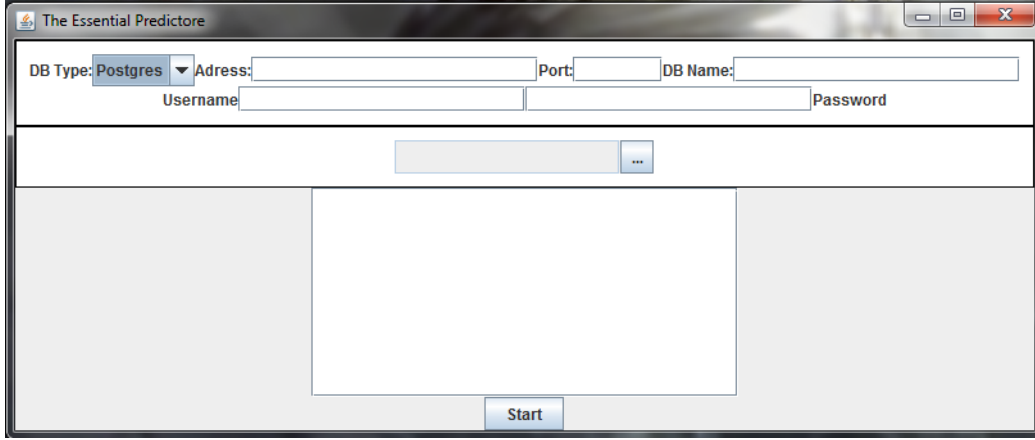 The Essential Predictore
DB Type: Postgres Adress: Port: DB Name:
Username Password
...
Start